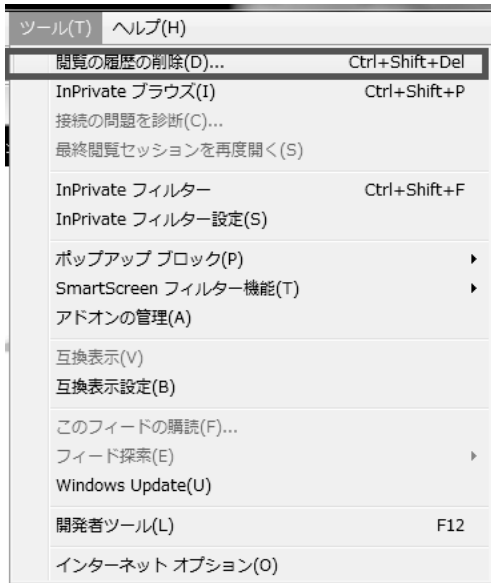 ツール(T) ヘルプ(H)
閲覧の履歴の削除(D)... Ctrl+Shift+Del
InPrivate ブラウズ(I) Ctrl+Shift+P
接続の問題を診断(C)...
最終閲覧セッションを再度開く(S)
InPrivate フィルター Ctrl+Shift+F
InPrivate フィルター設定(S)
ポップアップ ブロック(P)
SmartScreen フィルター機能(T)
アドオンの管理(A)
互換表示(V)
互換表示設定(B)
このフィードの購読(F)...
フィード探索(E)
Windows Update(U)
開発者ツール(L) F12
インターネット オプション(O)